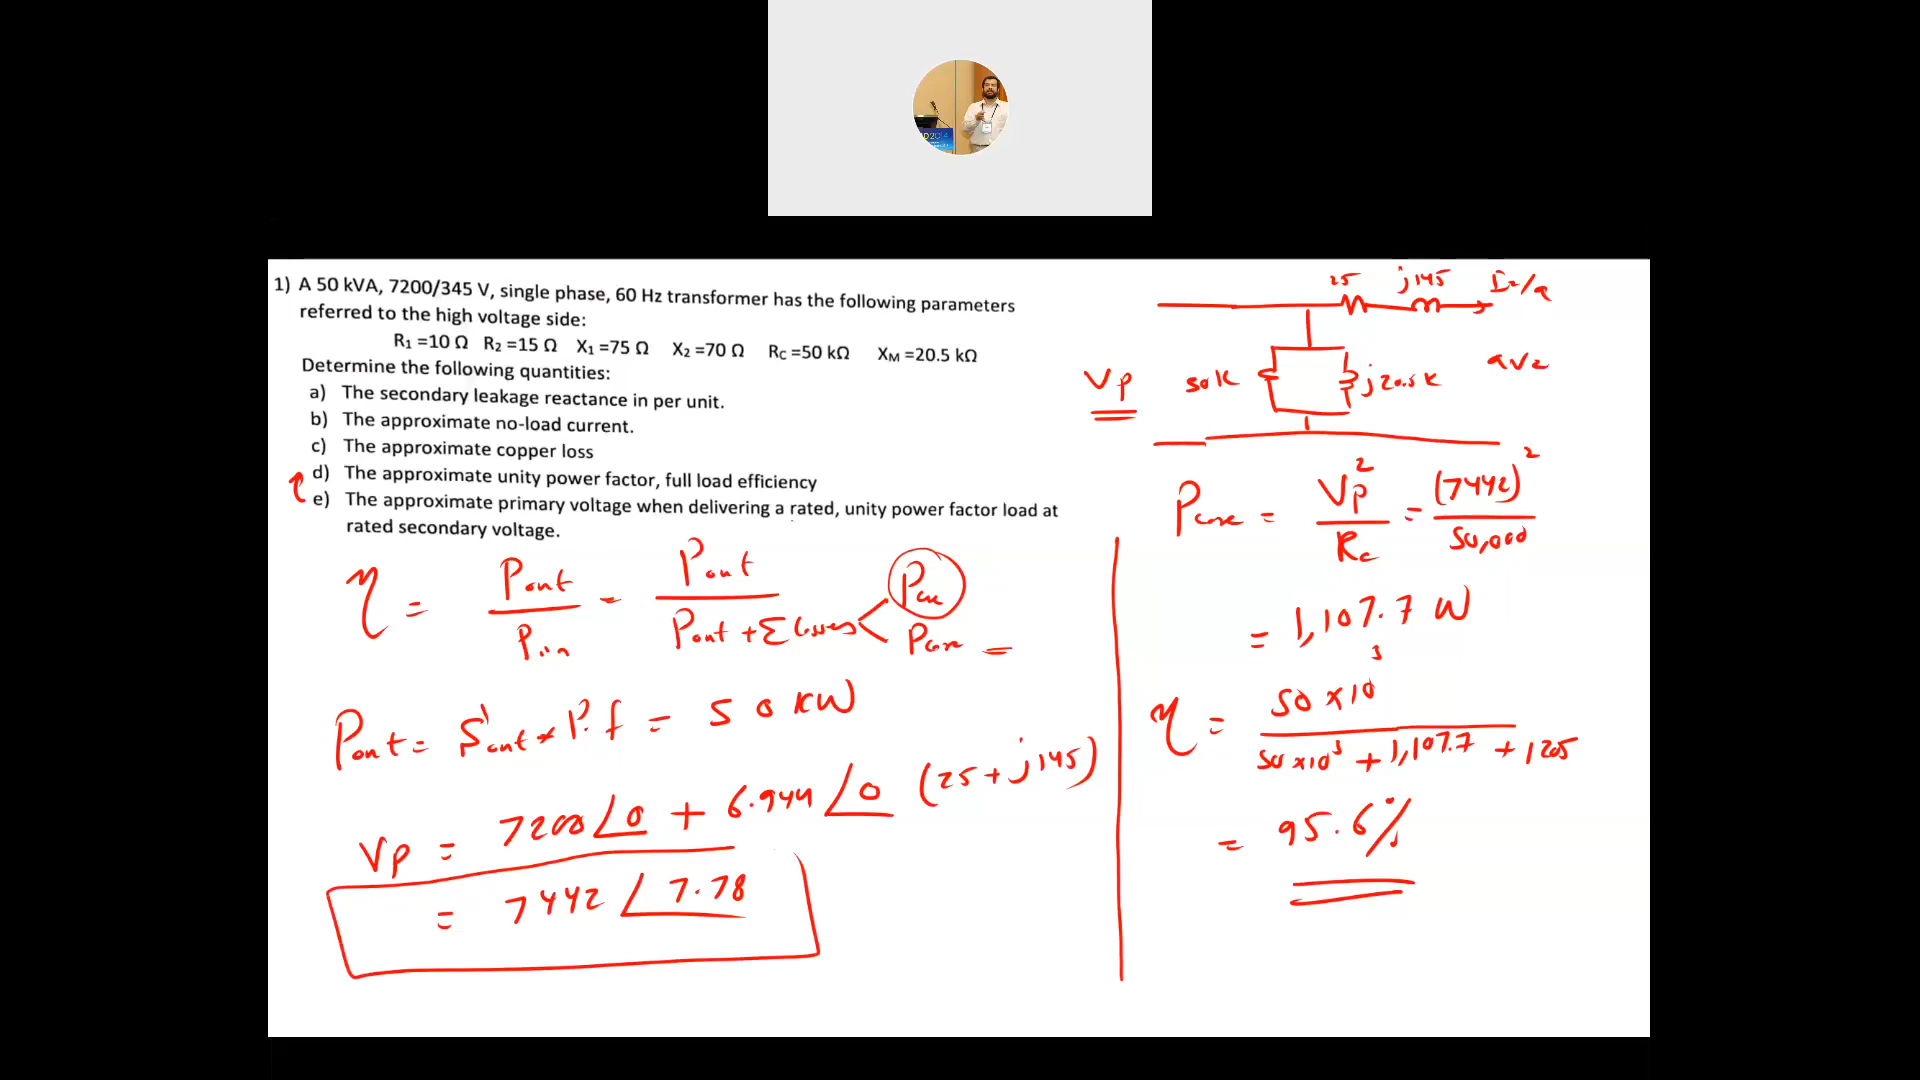 1) A 50 kVA, 7200/345 V, single phase, 60 Hz transformer has the following parameters
referred to the high voltage side:
R₁ =10 Ω R₂ =15 Ω X₁ =75 Ω X₂ =70 Ω Rc =50 kΩ XM =20.5 kΩ
Determine the following quantities:
a) The secondary leakage reactance in per unit.
b) The approximate no-load current.
c) The approximate copper loss
d) The approximate unity power factor, full load efficiency
e) The approximate primary voltage when delivering a rated, unity power factor load at
rated secondary voltage.
η = Pout / Pin = Pout / (Pout + Σ losses) < Pcu
Pcore =
Pout = Sout * P.f = 50 kW
Vp = 7200∠0 + 6.944∠0 (25 + j145)
= 7442∠7.78
25 j145 I2/a
Vp 50k j20.5k aV2
Pcore = Vp² / Rc = (7442)² / 50,000
= 1,107.7 W
η = 50 x10³ / (50 x10³ + 1,107.7 + 1205)
= 95.6%